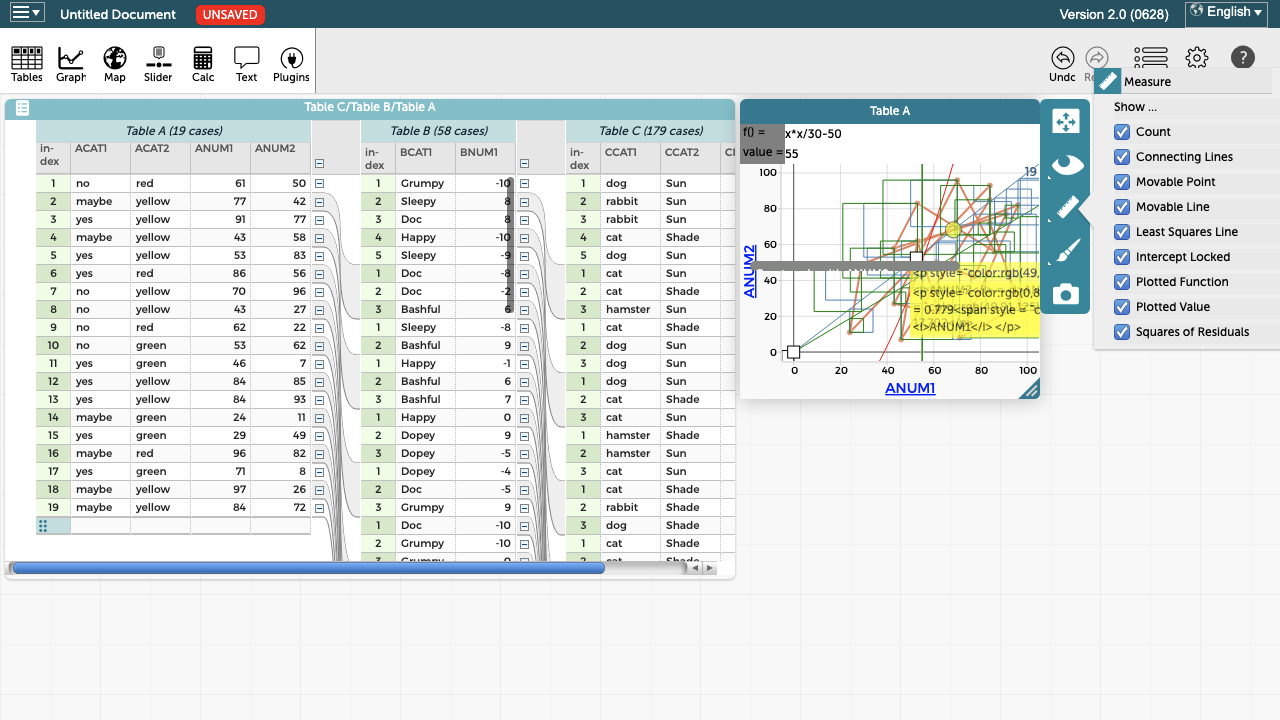 Untitled Document UNSAVED Version 2.0 (0628) English
Tables Graph Map Slider Calc Text Plugins Undo
Measure
Show ...
Count
Connecting Lines
Movable Point
Movable Line
Least Squares Line
Intercept Locked
Plotted Function
Plotted Value
Squares of Residuals
Table C/Table B/Table A
Table A (19 cases) Table B (58 cases) Table C (179 cases)
in-dex ACAT1 ACAT2 ANUM1 ANUM2 in-dex BCAT1 BNUM1 in-dex CCAT1 CCAT2
1 no red 61 50 1 Grumpy -10 1 dog Sun
2 maybe yellow 77 42 2 Sleepy 8 2 rabbit Sun
3 yes yellow 91 77 3 Doc 8 3 rabbit Sun
4 maybe yellow 43 58 4 Happy -10 4 cat Shade
5 yes yellow 53 83 5 Sleepy -9 5 dog Sun
6 yes red 86 56 1 Doc -8 1 cat Sun
7 no yellow 70 96 2 Doc -2 2 cat Shade
8 no yellow 43 27 3 Bashful 6 3 hamster Sun
9 no red 62 22 1 Sleepy -8 1 cat Shade
10 no green 53 62 2 Bashful 9 2 dog Shade
11 yes green 46 7 1 Happy -1 3 dog Sun
12 yes yellow 84 85 2 Bashful 6 1 dog Sun
13 yes yellow 84 93 3 Bashful 7 2 cat Shade
14 maybe green 24 11 1 Happy 0 3 cat Sun
15 yes green 29 49 2 Dopey 9 1 hamster Shade
16 maybe red 96 82 3 Dopey -5 2 hamster Sun
17 yes green 71 8 1 Dopey -4 3 cat Sun
18 maybe yellow 97 26 2 Doc -5 1 cat Shade
19 maybe yellow 84 72 3 Grumpy 9 2 rabbit Shade
1 Doc -10 3 dog Shade
2 Grumpy -10 1 cat Shade
Table A
f() = x*x/30-50
value = 55
19
100
80
60
40
20
0
ANUM2
<p style="color:rgb(49,
<p style="color:rgb(0,8
= 0.779<span style = "c
<i>ANUM1</i> </p>
0 20 40 60 80 100
ANUM1